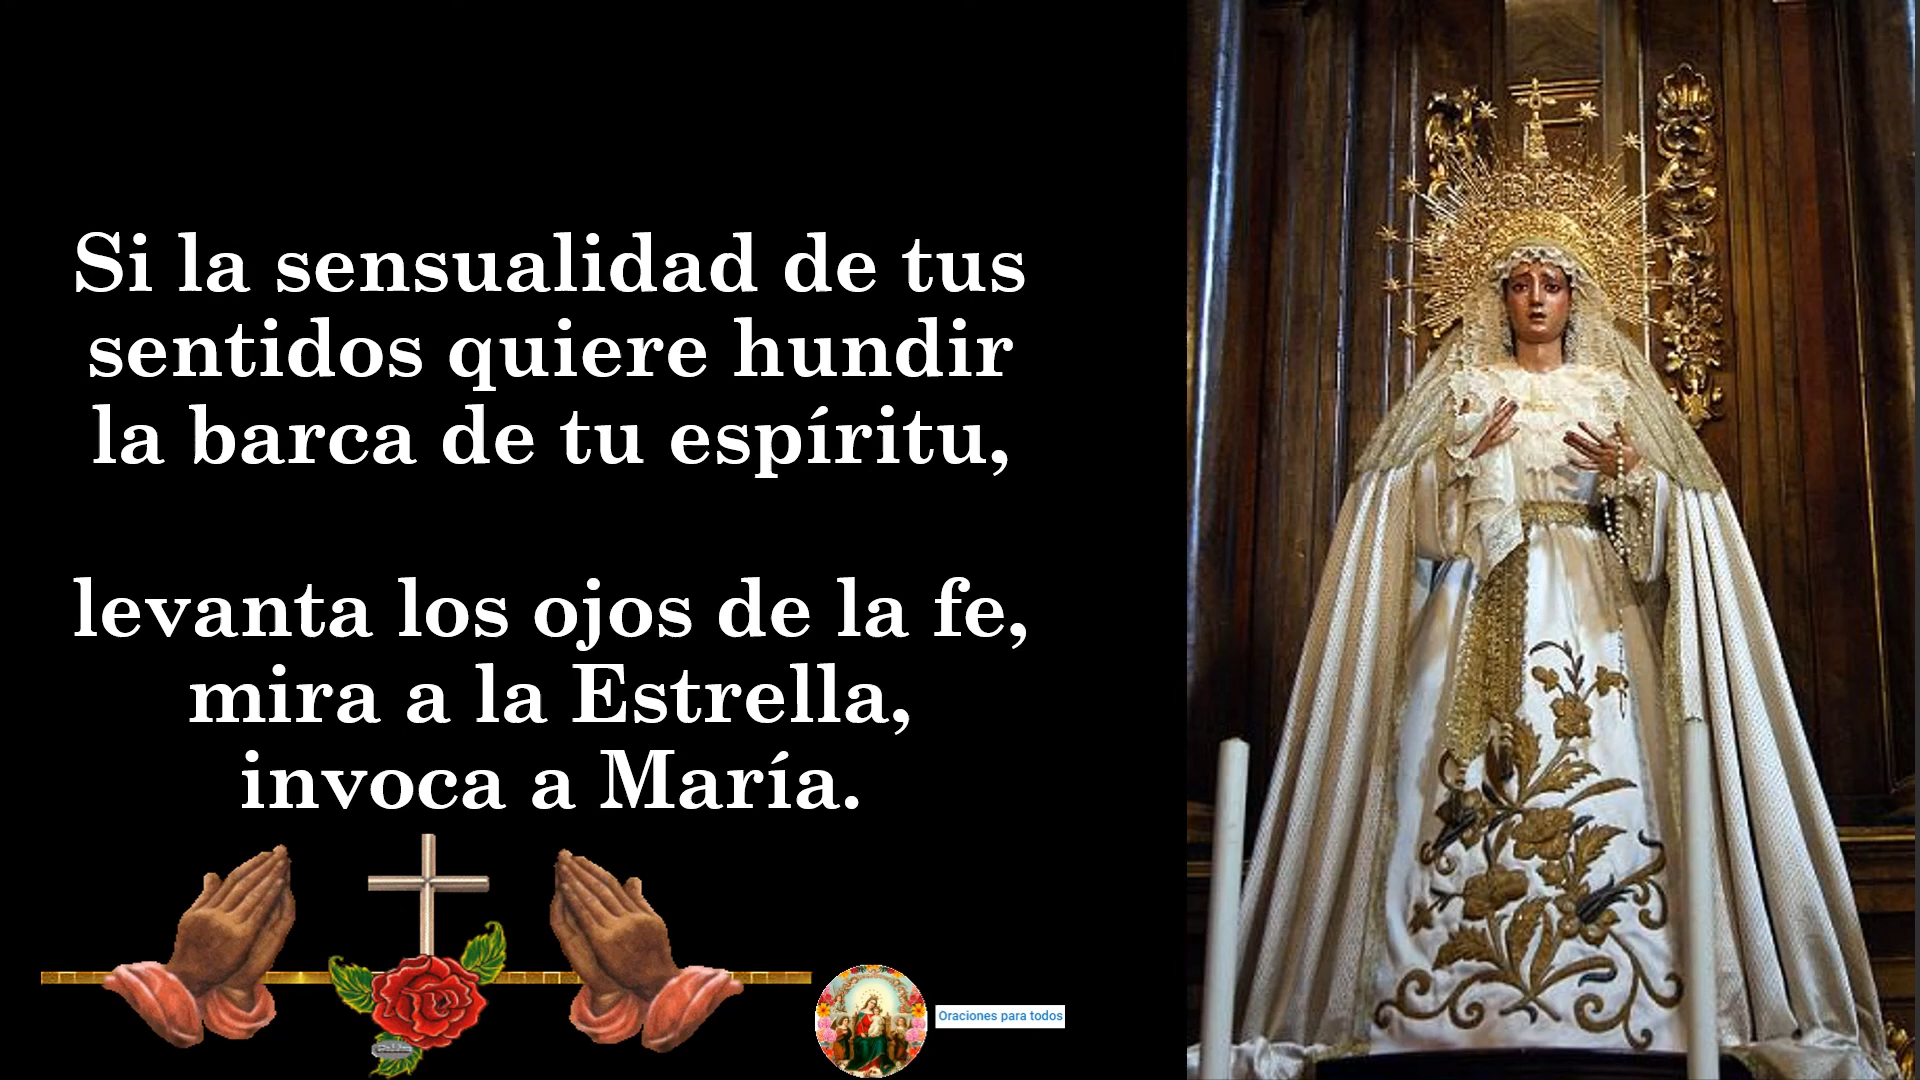 Si la sensualidad de tus
sentidos quiere hundir
la barca de tu espíritu,
levanta los ojos de la fe,
mira a la Estrella,
invoca a María.
Oraciones para todos